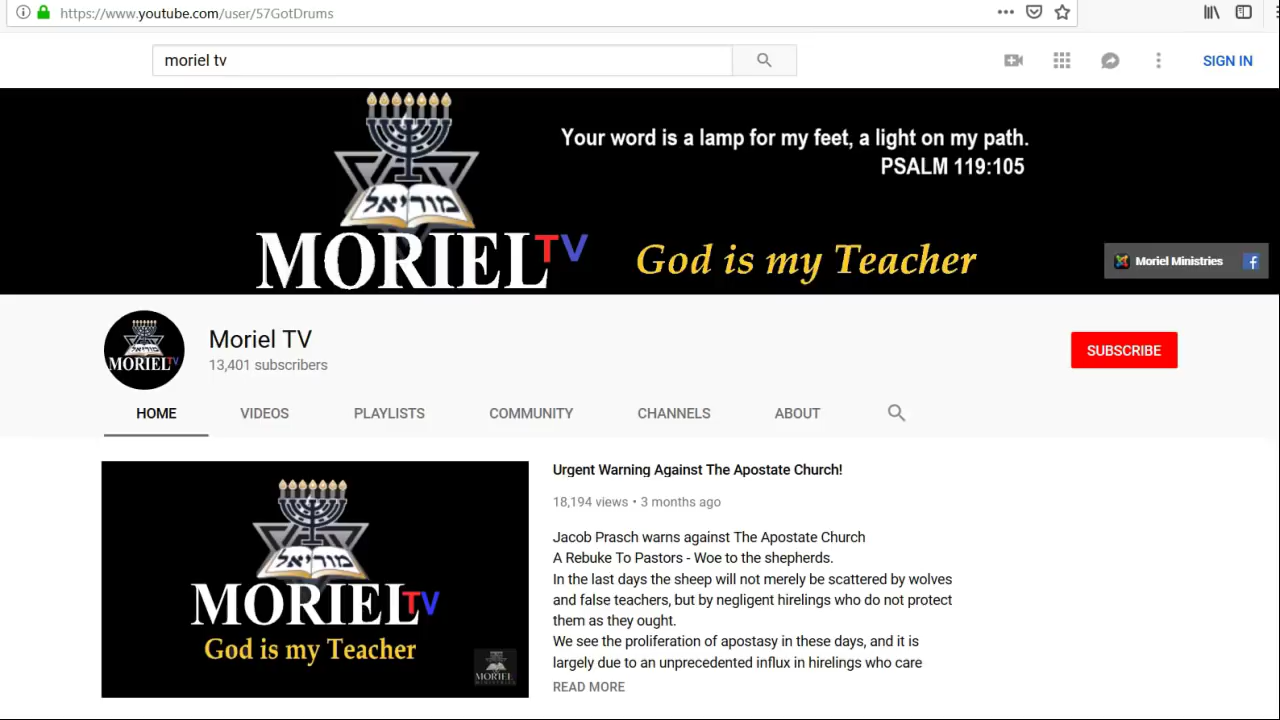 https://www.youtube.com/user/57GotDrums
moriel tv
SIGN IN
Your word is a lamp for my feet, a light on my path.
PSALM 119:105
מוריאל
MORIEL TV
God is my Teacher
Moriel Ministries
MORIEL TV
Moriel TV
13,401 subscribers
SUBSCRIBE
HOME VIDEOS PLAYLISTS COMMUNITY CHANNELS ABOUT
מוריאל
MORIEL TV
God is my Teacher
MORIEL
Urgent Warning Against The Apostate Church!
18,194 views • 3 months ago
Jacob Prasch warns against The Apostate Church
A Rebuke To Pastors - Woe to the shepherds.
In the last days the sheep will not merely be scattered by wolves
and false teachers, but by negligent hirelings who do not protect
them as they ought.
We see the proliferation of apostasy in these days, and it is
largely due to an unprecedented influx in hirelings who care
READ MORE